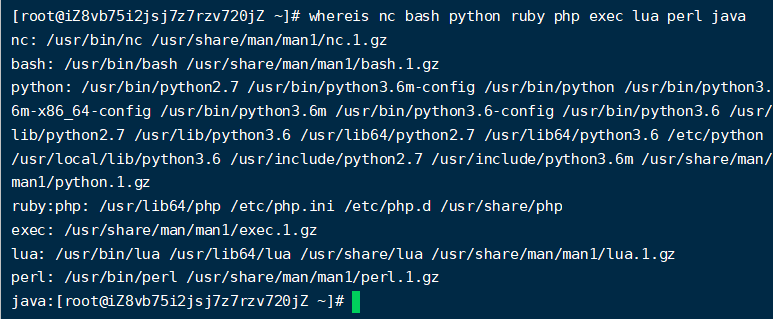 [root@iZ8vb75i2jsj7z7rzv720jZ ~]# whereis nc bash python ruby php exec lua perl java
nc: /usr/bin/nc /usr/share/man/man1/nc.1.gz
bash: /usr/bin/bash /usr/share/man/man1/bash.1.gz
python: /usr/bin/python2.7 /usr/bin/python3.6m-config /usr/bin/python /usr/bin/python3.
6m-x86_64-config /usr/bin/python3.6m /usr/bin/python3.6-config /usr/bin/python3.6 /usr/
lib/python2.7 /usr/lib/python3.6 /usr/lib64/python2.7 /usr/lib64/python3.6 /etc/python
/usr/local/lib/python3.6 /usr/include/python2.7 /usr/include/python3.6m /usr/share/man/
man1/python.1.gz
ruby:php: /usr/lib64/php /etc/php.ini /etc/php.d /usr/share/php
exec: /usr/share/man/man1/exec.1.gz
lua: /usr/bin/lua /usr/lib64/lua /usr/share/lua /usr/share/man/man1/lua.1.gz
perl: /usr/bin/perl /usr/share/man/man1/perl.1.gz
java:[root@iZ8vb75i2jsj7z7rzv720jZ ~]#